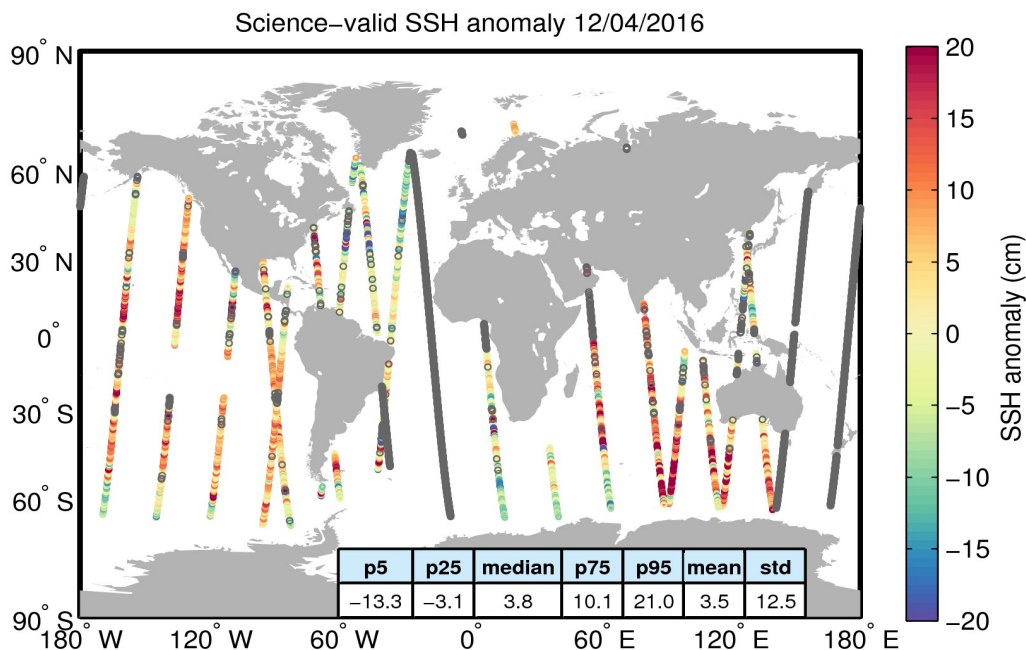 Science−valid SSH anomaly 12/04/2016
90° N
60° N
30° N
0°
30° S
60° S
90° S
180° W
120° W
60° W
0°
60° E
120° E
180° E
p5 p25 median p75 p95 mean std
−13.3 −3.1 3.8 10.1 21.0 3.5 12.5
20
15
10
5
0
−5
−10
−15
−20
SSH anomaly (cm)